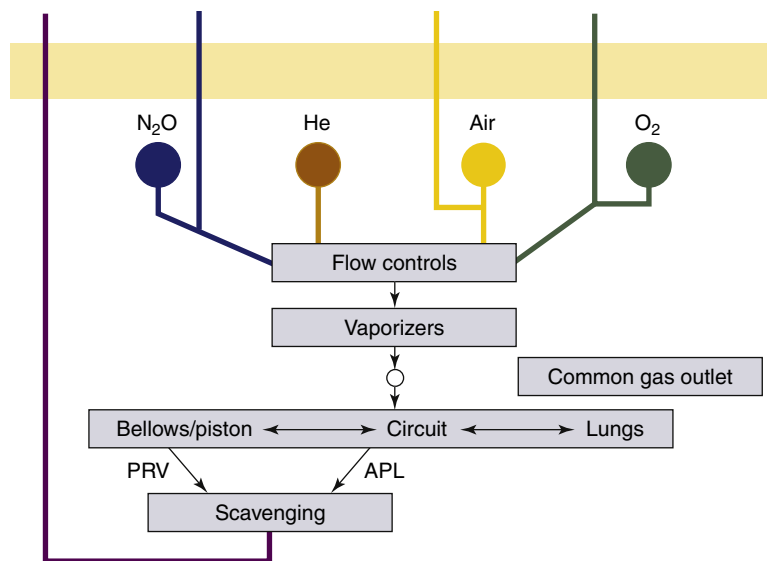 N₂O He Air O₂
Flow controls
Vaporizers
Common gas outlet
Bellows/piston Circuit Lungs
PRV APL
Scavenging